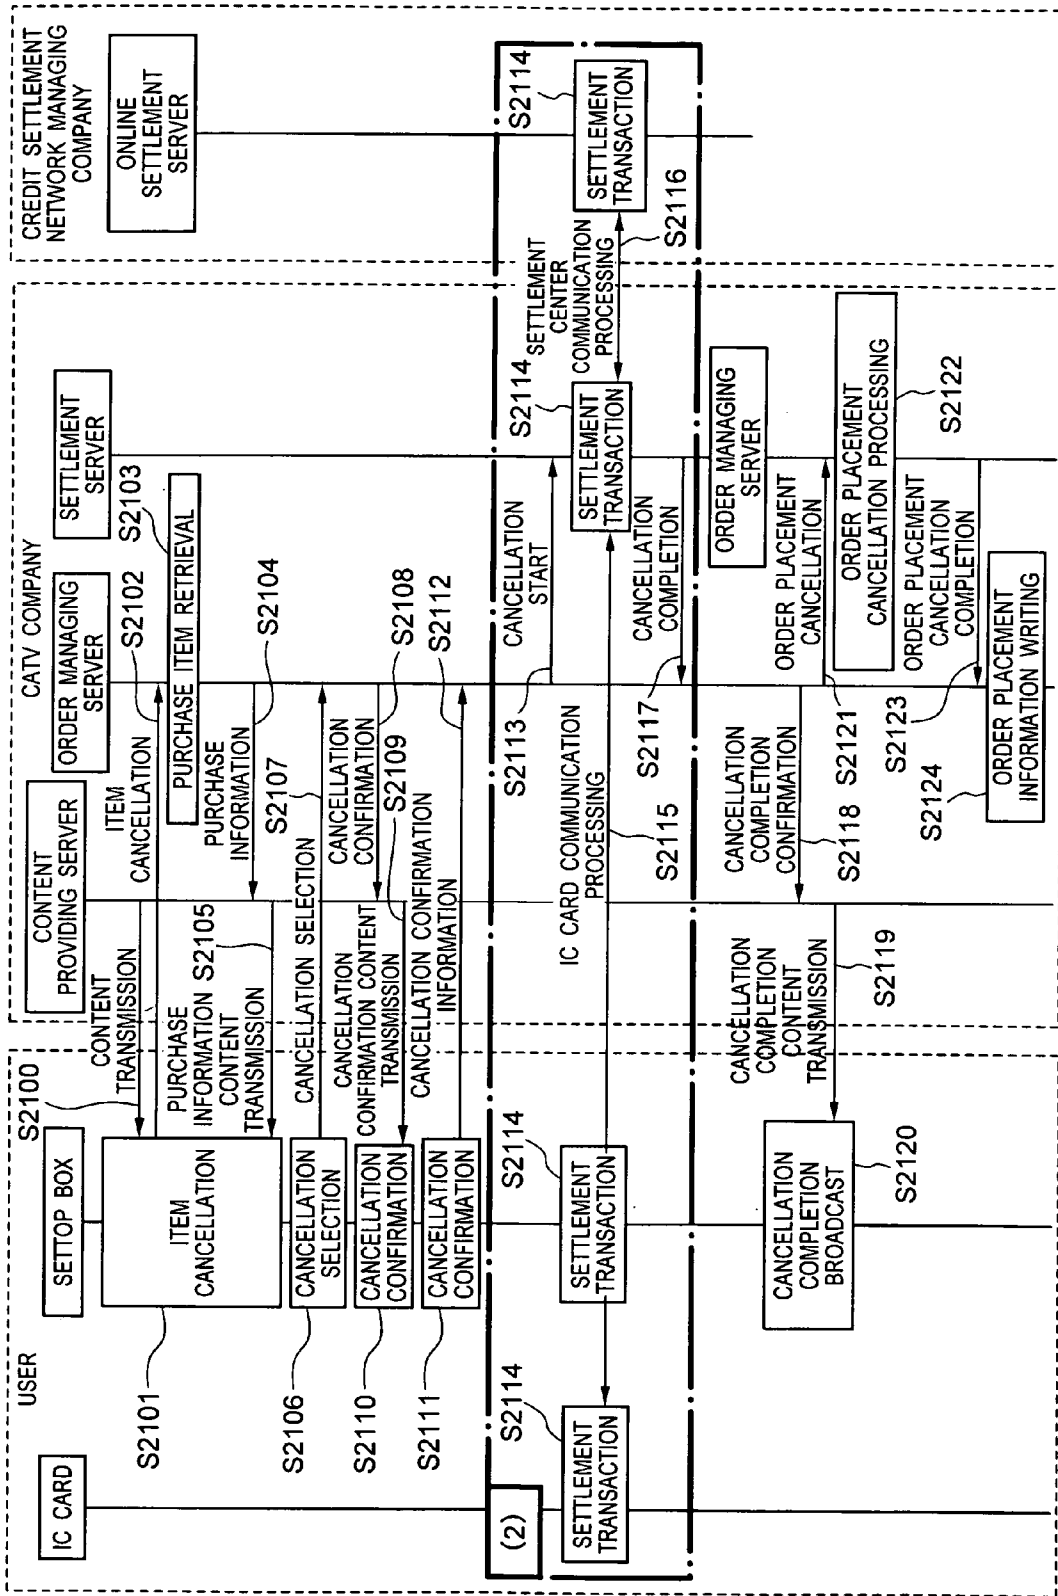 USER
CATV COMPANY
CREDIT SETTLEMENT
NETWORK MANAGING
COMPANY
IC CARD
SETTOP BOX
CONTENT
PROVIDING SERVER
ORDER MANAGING
SERVER
SETTLEMENT
SERVER
ONLINE
SETTLEMENT
SERVER
S2100
CONTENT
TRANSMISSION
S2101
ITEM
CANCELLATION
ITEM
CANCELLATION
S2102
S2103
PURCHASE ITEM RETRIEVAL
PURCHASE
INFORMATION
S2104
PURCHASE
INFORMATION
CONTENT
TRANSMISSION
S2105
S2106
CANCELLATION
SELECTION
CANCELLATION SELECTION
S2107
CANCELLATION
CONFIRMATION
S2108
CANCELLATION
CONFIRMATION CONTENT
TRANSMISSION
S2109
S2110
CANCELLATION
CONFIRMATION
S2111
CANCELLATION
CONFIRMATION
CANCELLATION CONFIRMATION
INFORMATION
S2112
(2)
CANCELLATION
START
S2113
S2114
SETTLEMENT
TRANSACTION
S2114
SETTLEMENT
TRANSACTION
IC CARD COMMUNICATION
PROCESSING
S2115
S2114
SETTLEMENT
TRANSACTION
SETTLEMENT
CENTER
COMMUNICATION
PROCESSING
S2116
S2114
SETTLEMENT
TRANSACTION
CANCELLATION
COMPLETION
S2117
ORDER MANAGING
SERVER
CANCELLATION
COMPLETION
CONFIRMATION
S2118
CANCELLATION
COMPLETION
CONTENT
TRANSMISSION
S2119
CANCELLATION
COMPLETION
BROADCAST
S2120
ORDER PLACEMENT
CANCELLATION
S2121
ORDER PLACEMENT
CANCELLATION PROCESSING
S2122
ORDER PLACEMENT
CANCELLATION
COMPLETION
S2123
S2124
ORDER PLACEMENT
INFORMATION WRITING